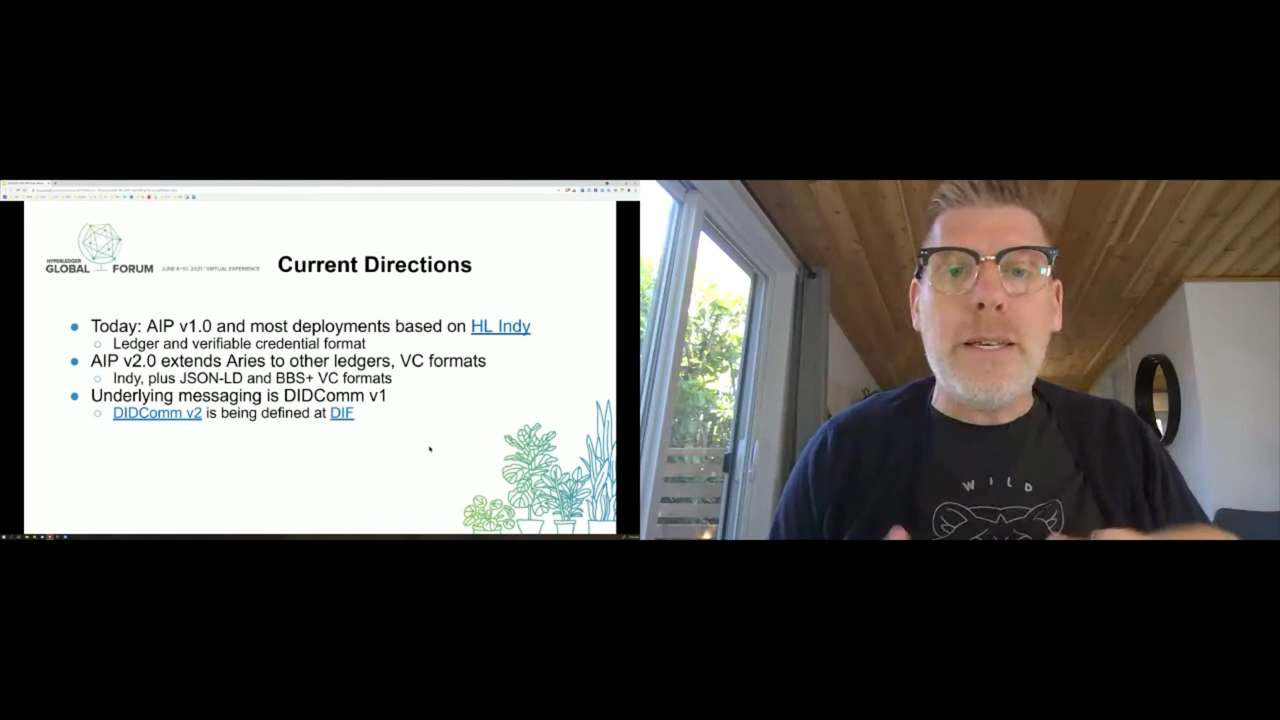 HYPERLEDGER
GLOBAL FORUM
JUNE 8–10, 2021 | VIRTUAL EXPERIENCE
Current Directions
Today: AIP v1.0 and most deployments based on HL Indy
Ledger and verifiable credential format
AIP v2.0 extends Aries to other ledgers, VC formats
Indy, plus JSON-LD and BBS+ VC formats
Underlying messaging is DIDComm v1
DIDComm v2 is being defined at DIF
WILD